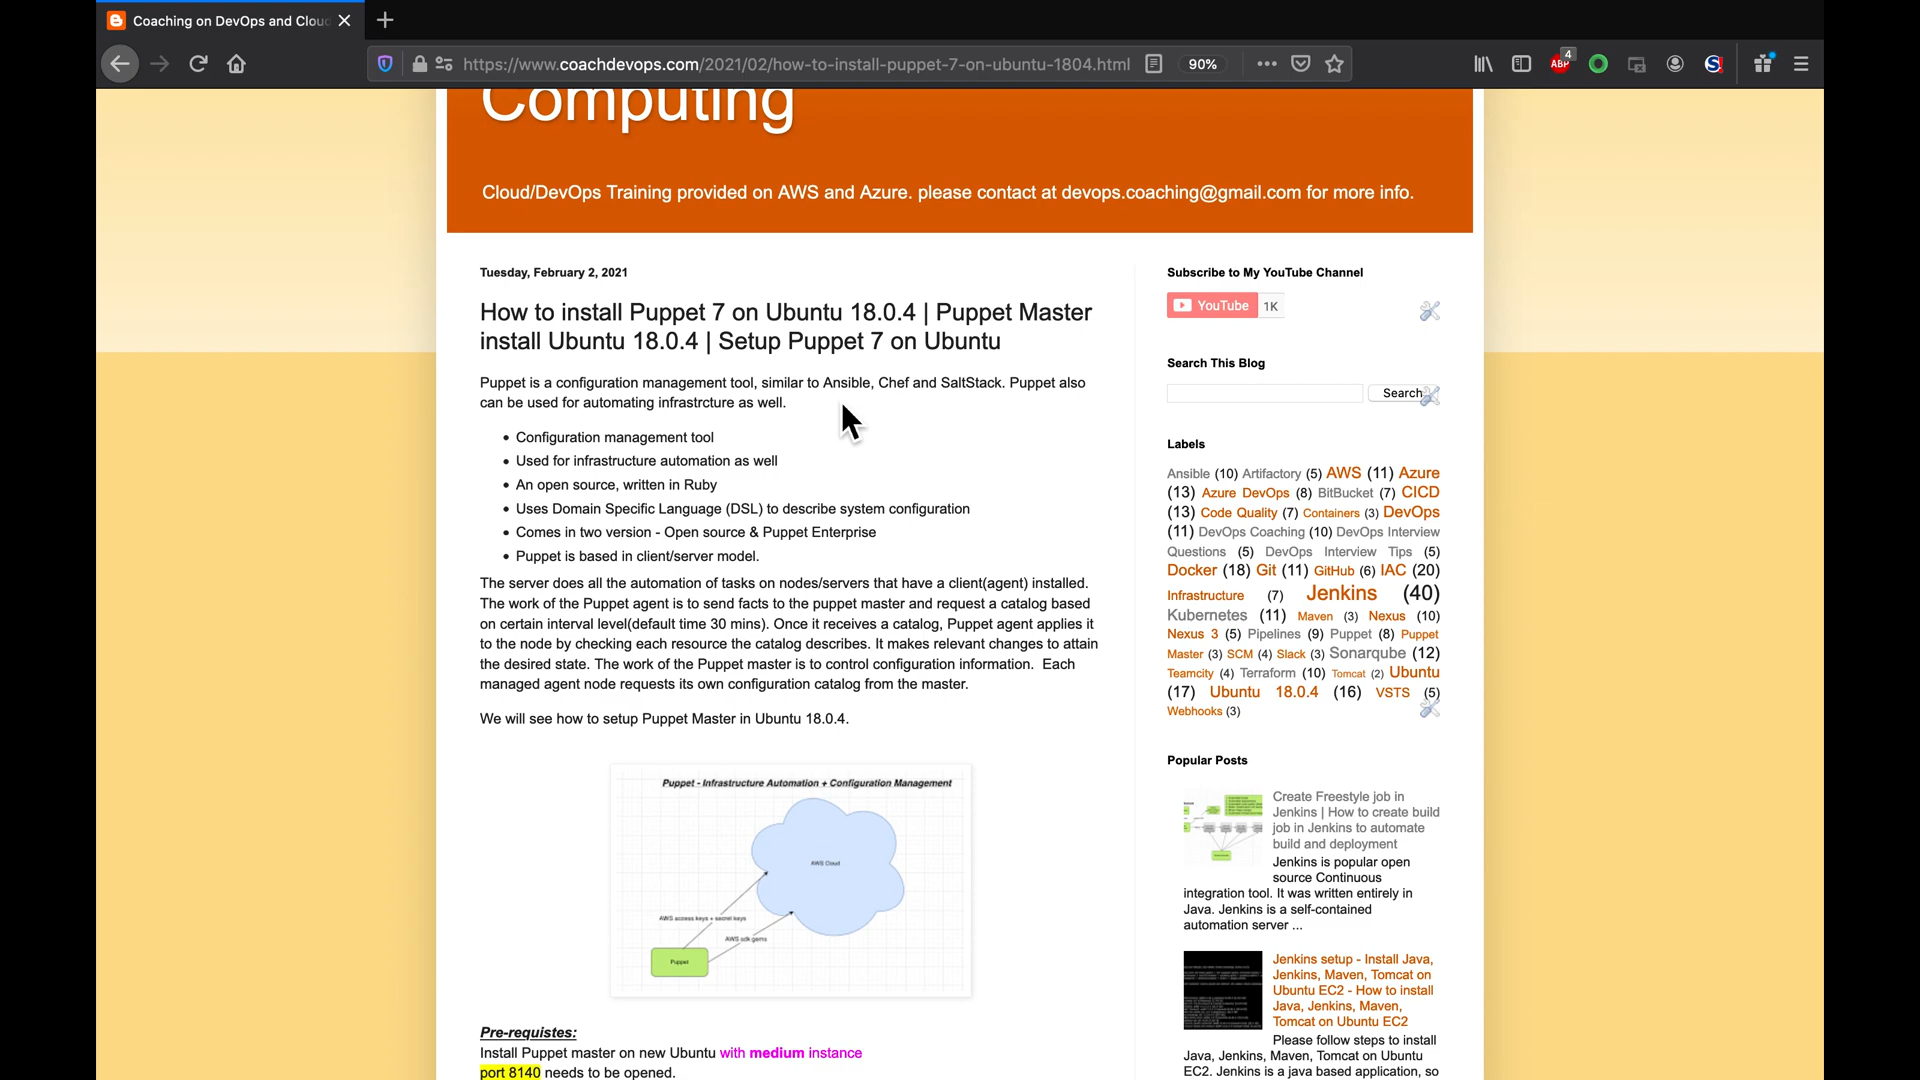 Coaching on DevOps and Clou
https://www.coachdevops.com/2021/02/how-to-install-puppet-7-on-ubuntu-1804.html
90%
ABP
4
Computing
Cloud/DevOps Training provided on AWS and Azure. please contact at devops.coaching@gmail.com for more info.
Tuesday, February 2, 2021
How to install Puppet 7 on Ubuntu 18.0.4 | Puppet Master
install Ubuntu 18.0.4 | Setup Puppet 7 on Ubuntu
Puppet is a configuration management tool, similar to Ansible, Chef and SaltStack. Puppet also
can be used for automating infrastrcture as well.
• Configuration management tool
• Used for infrastructure automation as well
• An open source, written in Ruby
• Uses Domain Specific Language (DSL) to describe system configuration
• Comes in two version - Open source & Puppet Enterprise
• Puppet is based in client/server model.
The server does all the automation of tasks on nodes/servers that have a client(agent) installed.
The work of the Puppet agent is to send facts to the puppet master and request a catalog based
on certain interval level(default time 30 mins). Once it receives a catalog, Puppet agent applies it
to the node by checking each resource the catalog describes. It makes relevant changes to attain
the desired state. The work of the Puppet master is to control configuration information.  Each
managed agent node requests its own configuration catalog from the master.
We will see how to setup Puppet Master in Ubuntu 18.0.4.
Puppet - Infrastructure Automation + Configuration Management
AWS Cloud
AWS access keys + secret keys
AWS sdk gems
Puppet
Pre-requistes:
Install Puppet master on new Ubuntu with medium instance
port 8140 needs to be opened.
Subscribe to My YouTube Channel
YouTube 1K
Search This Blog
Search
Labels
Ansible (10) Artifactory (5) AWS (11) Azure
(13) Azure DevOps (8) BitBucket (7) CICD
(13) Code Quality (7) Containers (3) DevOps
(11) DevOps Coaching (10) DevOps Interview
Questions (5) DevOps Interview Tips (5)
Docker (18) Git (11) GitHub (6) IAC (20)
Infrastructure (7) Jenkins (40)
Kubernetes (11) Maven (3) Nexus (10)
Nexus 3 (5) Pipelines (9) Puppet (8) Puppet
Master (3) SCM (4) Slack (3) Sonarqube (12)
Teamcity (4) Terraform (10) Tomcat (2) Ubuntu
(17) Ubuntu 18.0.4 (16) VSTS (5)
Webhooks (3)
Popular Posts
Create Freestyle job in
Jenkins | How to create build
job in Jenkins to automate
build and deployment
Jenkins is popular open
source Continuous
integration tool. It was written entirely in
Java. Jenkins is a self-contained
automation server ...
Jenkins setup - Install Java,
Jenkins, Maven, Tomcat on
Ubuntu EC2 - How to install
Java, Jenkins, Maven,
Tomcat on Ubuntu EC2
Please follow steps to install
Java, Jenkins, Maven, Tomcat on Ubuntu
EC2. Jenkins is a java based application, so